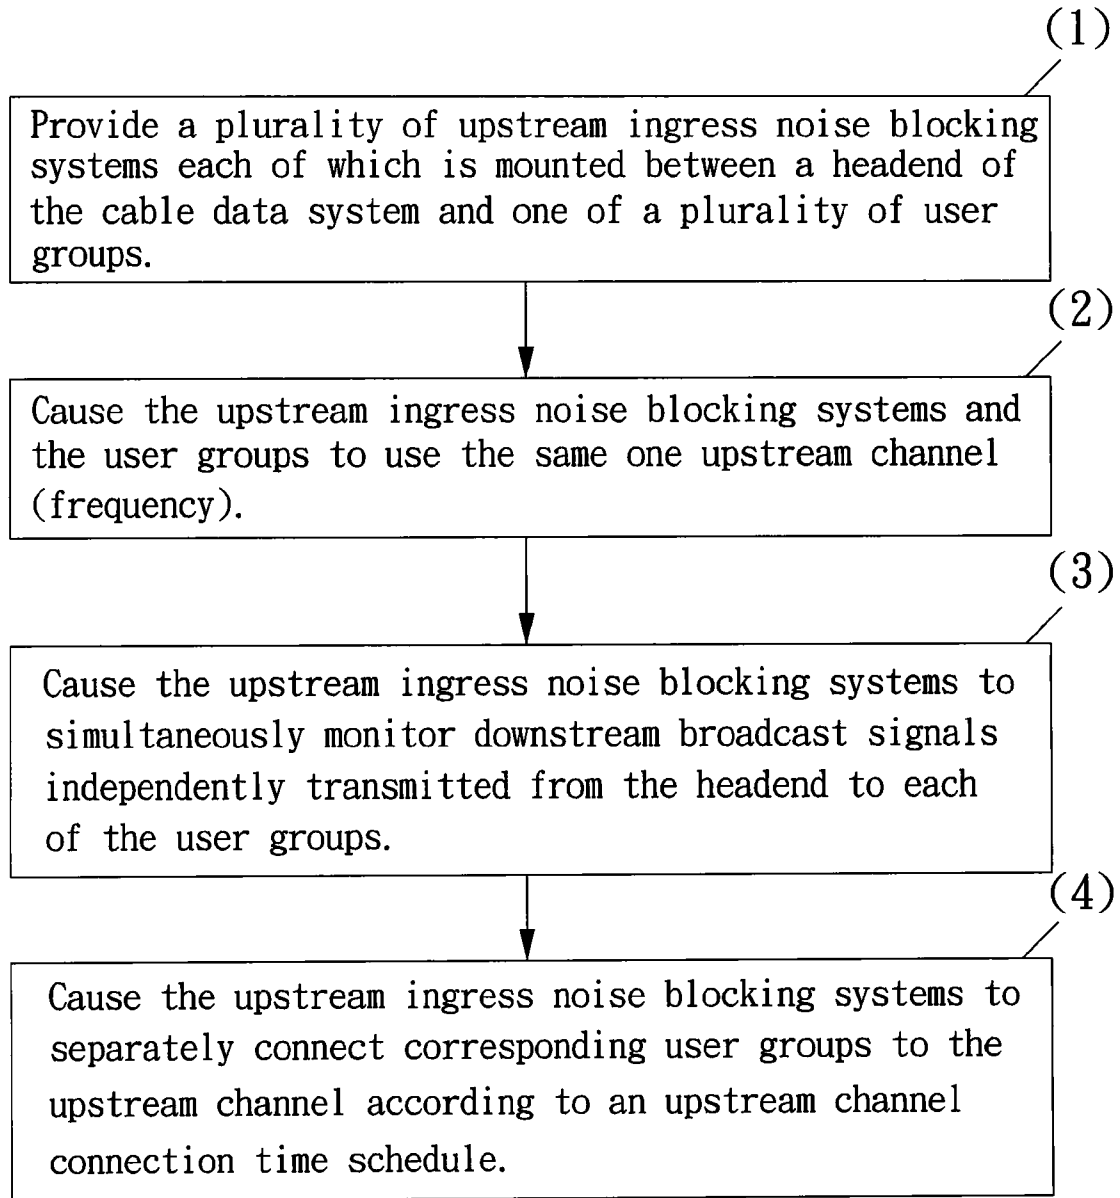 (1)
Provide a plurality of upstream ingress noise blocking
systems each of which is mounted between a headend of
the cable data system and one of a plurality of user
groups.
(2)
Cause the upstream ingress noise blocking systems and
the user groups to use the same one upstream channel
(frequency).
(3)
Cause the upstream ingress noise blocking systems to
simultaneously monitor downstream broadcast signals
independently transmitted from the headend to each
of the user groups.
(4)
Cause the upstream ingress noise blocking systems to
separately connect corresponding user groups to the
upstream channel according to an upstream channel
connection time schedule.